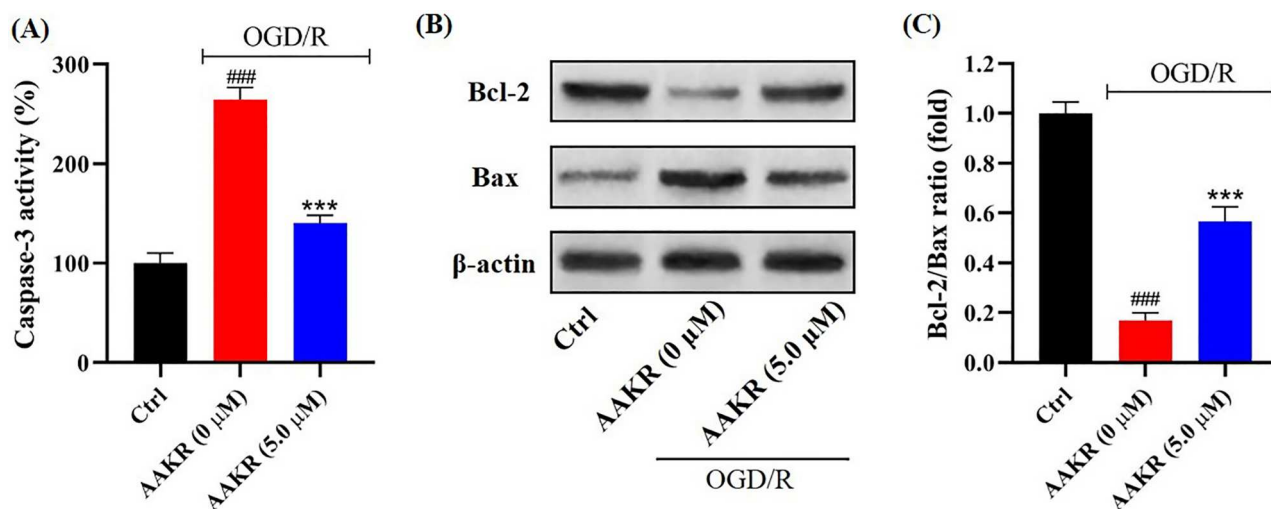 (A)
OGD/R
Caspase-3 activity (%)
300
200
100
0
###
***
Ctrl
AAKR (0 μM)
AAKR (5.0 μM)
(B)
Bcl-2
Bax
β-actin
Ctrl
AAKR (0 μM)
AAKR (5.0 μM)
OGD/R
(C)
OGD/R
Bcl-2/Bax ratio (fold)
1.2
1.0
0.8
0.6
0.4
0.2
0.0
###
***
Ctrl
AAKR (0 μM)
AAKR (5.0 μM)